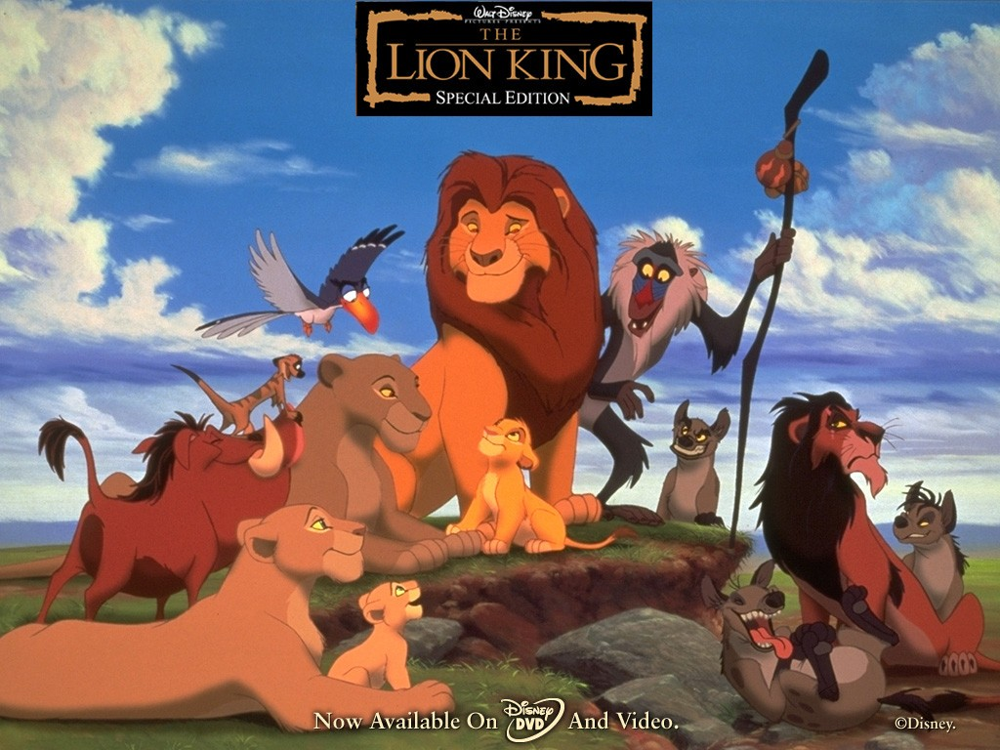 WALT DISNEY
PICTURES PRESENTS
THE
LION KING
SPECIAL EDITION
Now Available On Disney DVD And Video.
©Disney.